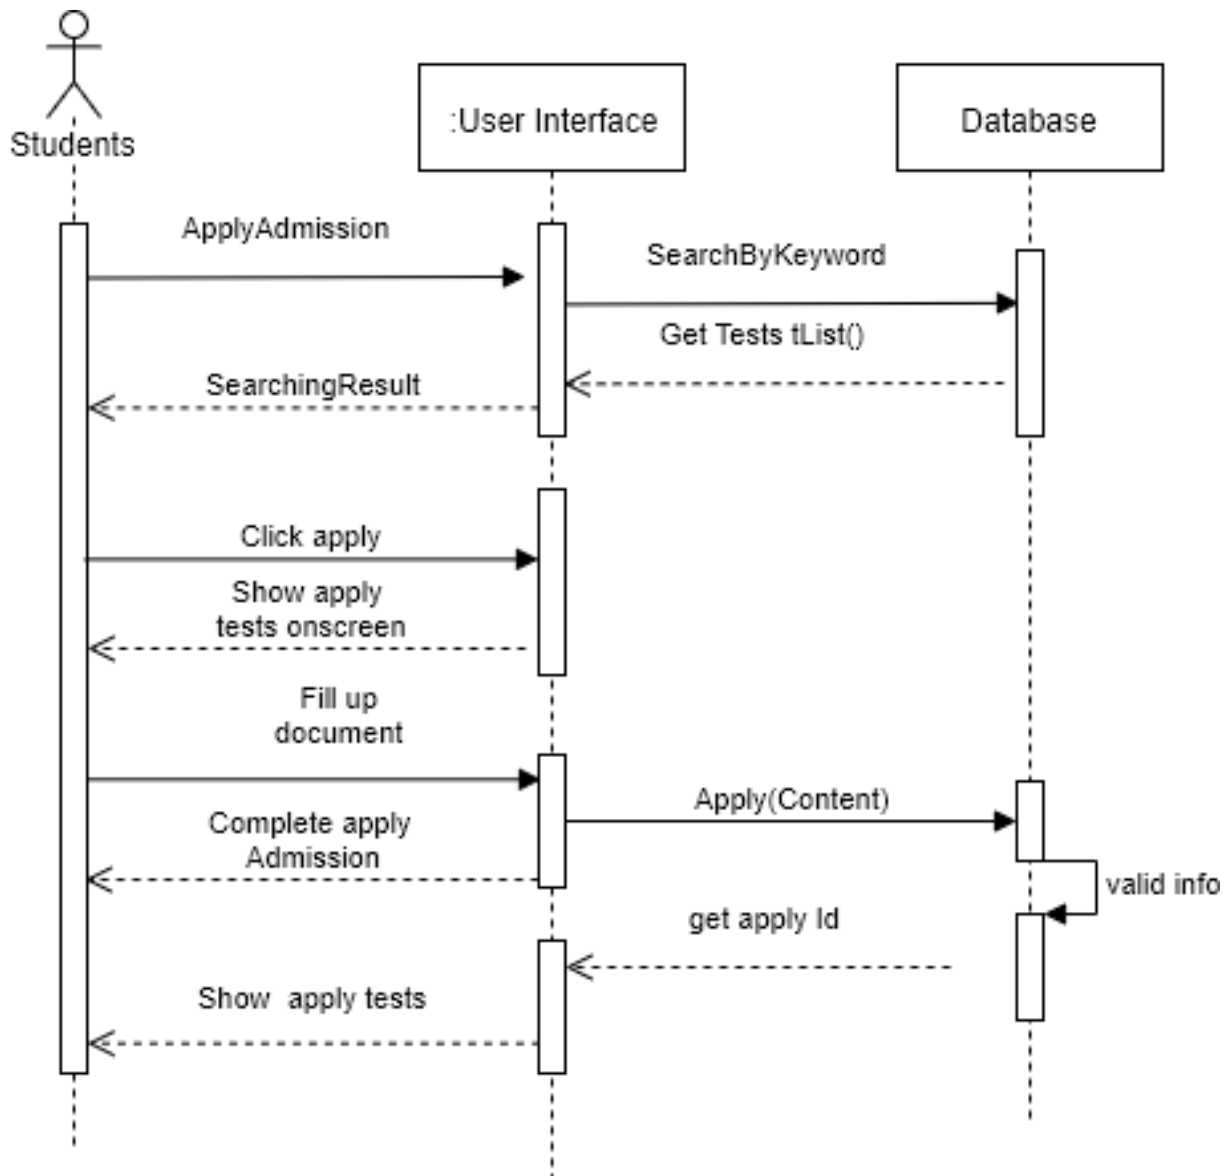 Students
:User Interface
Database
ApplyAdmission
SearchByKeyword
Get Tests tList()
SearchingResult
Click apply
Show apply
tests onscreen
Fill up
document
Apply(Content)
Complete apply
Admission
valid info
get apply Id
Show apply tests